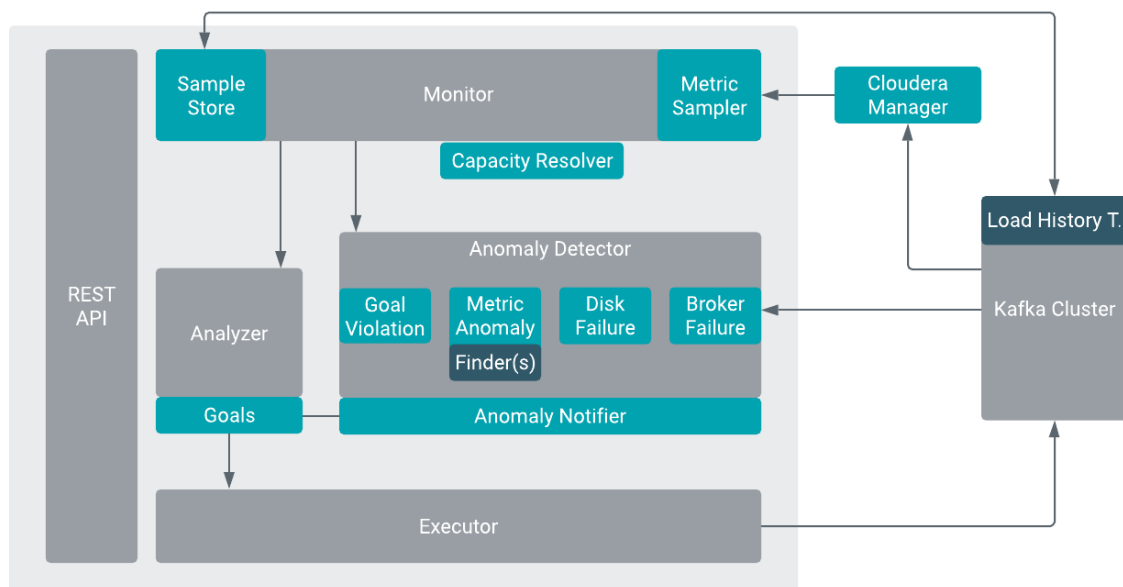 Sample
Store
Monitor
Metric
Sampler
Cloudera
Manager
Capacity Resolver
Load History T.
Anomaly Detector
REST
API
Analyzer
Goal
Violation
Metric
Anomaly
Finder(s)
Disk
Failure
Broker
Failure
Kafka Cluster
Goals
Anomaly Notifier
Executor